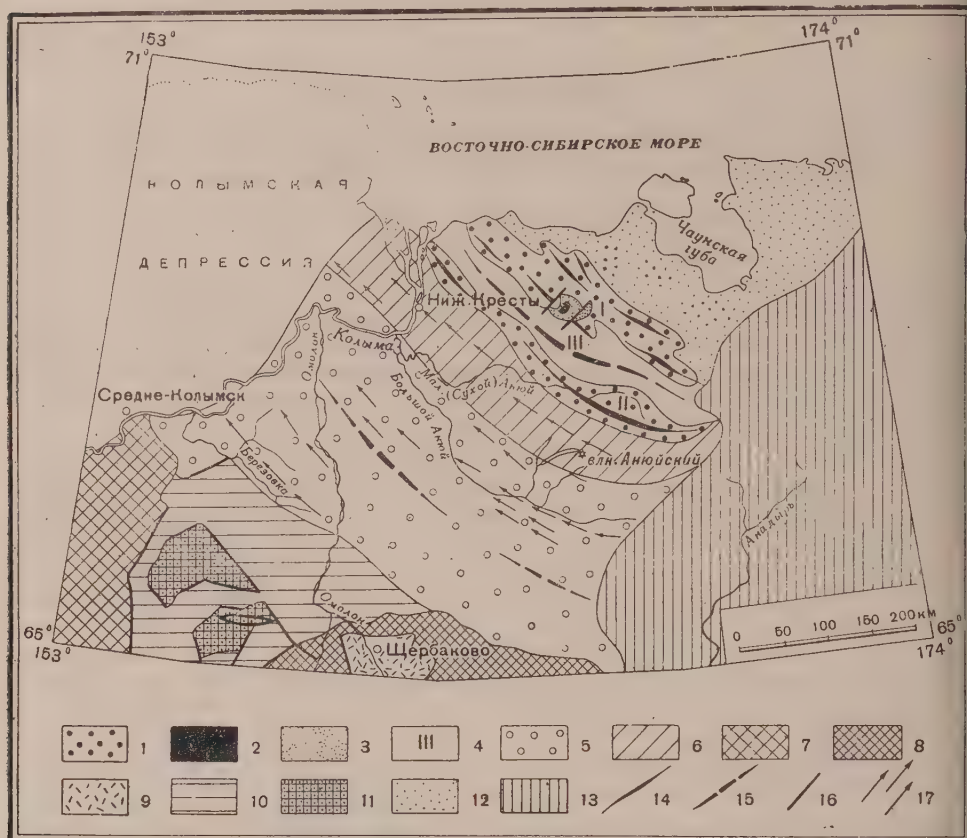 153° 174°
71° 71°
ВОСТОЧНО-СИБИРСКОЕ МОРЕ
КОЛЫМСКАЯ
ДЕПРЕССИЯ
Чаунская
губа
Ниж. Кресты
I
III
Колыма
Омолон
Мал. (Сухой) Анюй
Большой Анюй
II
Средне-Колымск
влк. Анюйский
Березовка
Анадырь
Омолон
Щербаково
0 50 100 150 200 км
65° 65°
153° 174°
1 2 3 III 4 5 6 7 8
9 10 11 12 13 14 15 16 17